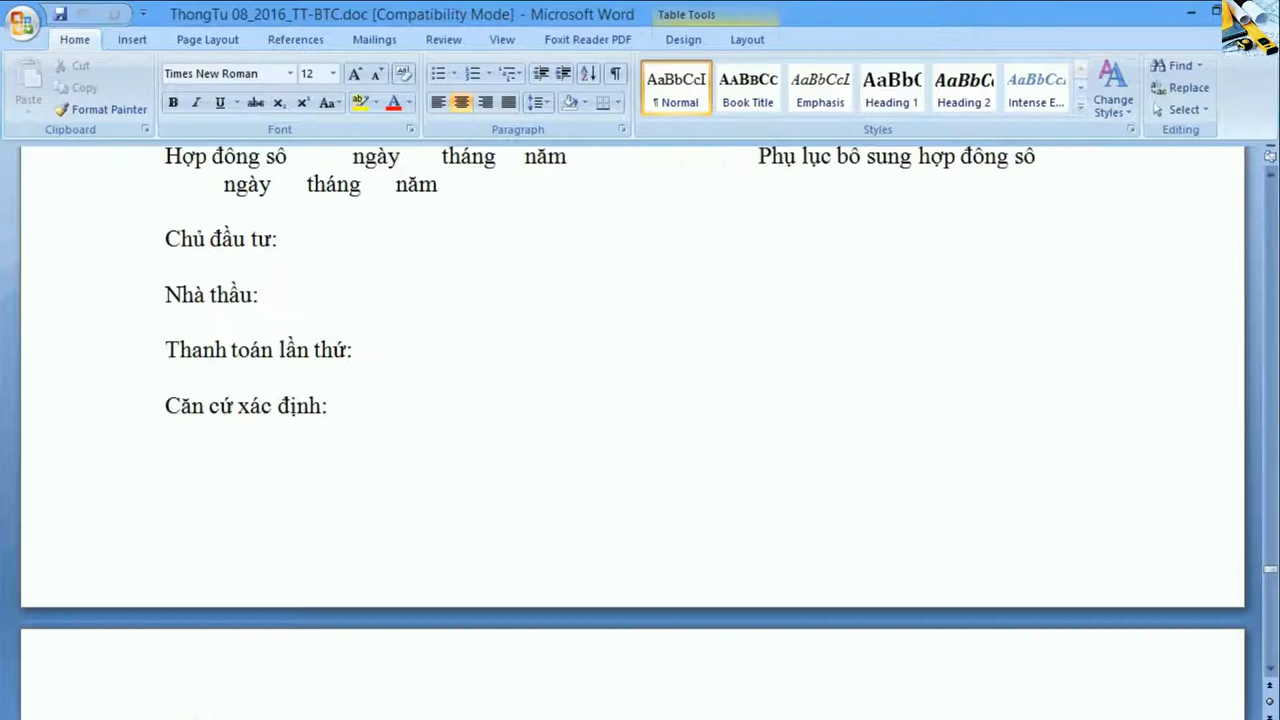 ThongTu 08_2016_TT-BTC.doc [Compatibility Mode] - Microsoft Word
Table Tools
Home Insert Page Layout References Mailings Review View Foxit Reader PDF Design Layout
Paste
Cut
Copy
Format Painter
Times New Roman 12
AaBbCcI AABBCC AaBbCcL AaBbC AaBbC AaBbCc
¶ Normal Book Title Emphasis Heading 1 Heading 2 Intense E...
Change Styles
Find
Replace
Select
Clipboard Font Paragraph Styles Editing
Hợp đồng số ngày tháng năm Phụ lục bổ sung hợp đồng số
ngày tháng năm
Chủ đầu tư:
Nhà thầu:
Thanh toán lần thứ:
Căn cứ xác định: